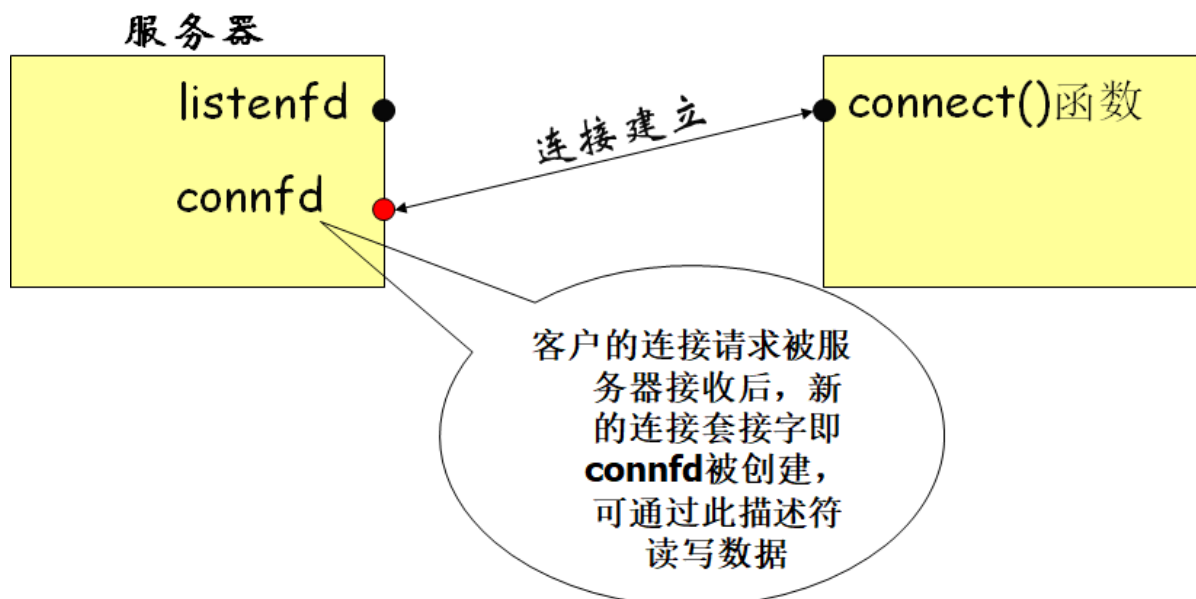 服务器
listenfd
connect()函数
连接建立
connfd
客户的连接请求被服
务器接收后，新
的连接套接字即
connfd被创建，
可通过此描述符
读写数据